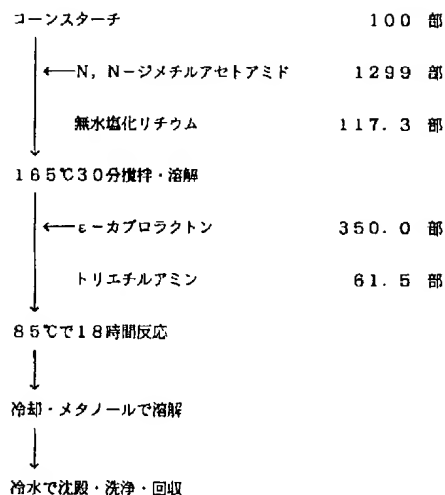 コーンスターチ 100 部
←N,N-ジメチルアセトアミド 1299 部
無水塩化リチウム 117.3 部
165℃30分攪拌・溶解
←ε-カプロラクトン 350.0 部
トリエチルアミン 61.5 部
85℃で18時間反応
冷却・メタノールで溶解
冷水で沈殿・洗浄・回収